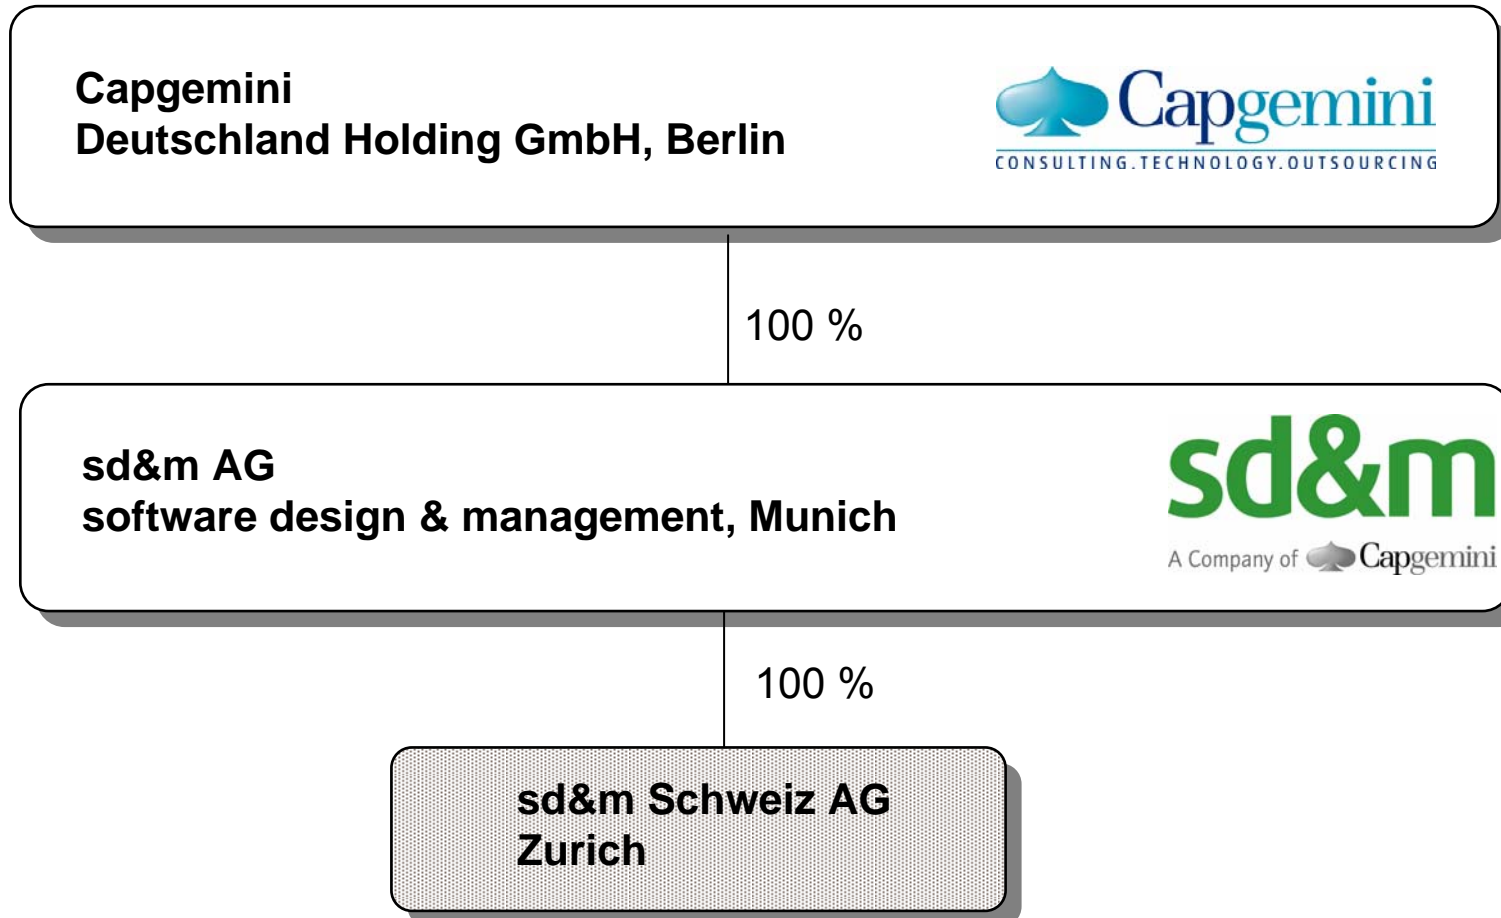 Capgemini
Deutschland Holding GmbH, Berlin
Capgemini
CONSULTING.TECHNOLOGY.OUTSOURCING
100 %
sd&m AG
software design & management, Munich
sd&m
A Company of Capgemini
100 %
sd&m Schweiz AG
Zurich